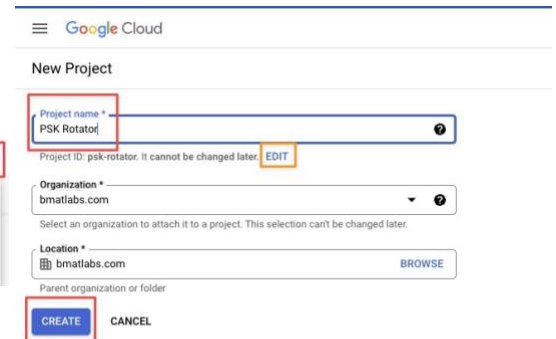 Google Cloud
New Project
Project name *
PSK Rotator
Project ID: psk-rotator. It cannot be changed later. EDIT
Organization *
bmatlabs.com
Select an organization to attach it to a project. This selection can't be changed later.
Location *
bmatlabs.com BROWSE
Parent organization or folder
CREATE CANCEL